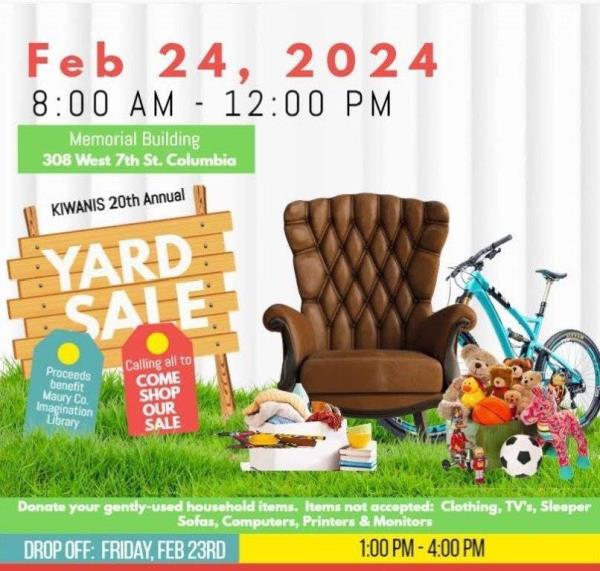 Feb 24, 2024
8:00 AM - 12:00 PM
Memorial Building
308 West 7th St. Columbia
KIWANIS 20th Annual
YARD
SALE
Proceeds
benefit
Maury Co.
Imagination
Library
Calling all to
COME
SHOP
OUR
SALE
Donate your gently-used household items. Items not accepted: Clothing, TV's, Sleeper
Sofas, Computers, Printers & Monitors
DROP OFF: FRIDAY, FEB 23RD
1:00 PM - 4:00 PM